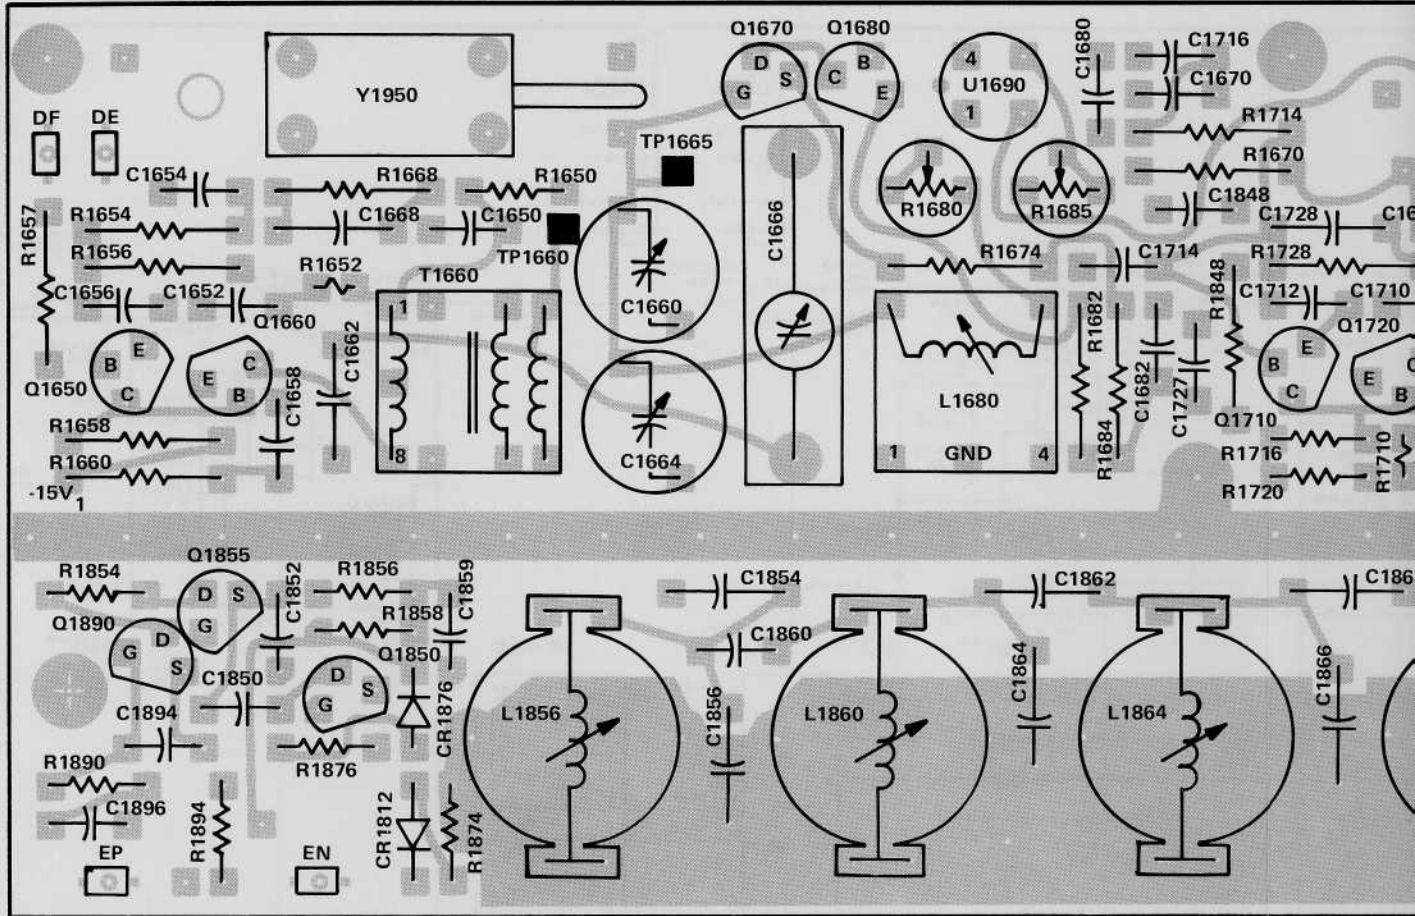 Q1670 Q1680 C1680 C1716
D S G
C B E
4 U1690 1
C1670
Y1950
DF DE
R1714
TP1665
R1670
C1654 R1668 R1650
C1848
R1657 R1654 C1668 C1650 C1666 R1680 R1685 C1728
R1656 TP1660 R1674 C1714 R1728
R1652 T1660
C1656 C1652 Q1660 C1660 R1682 R1848 C1712 C1710
1
C1662
Q1720
E B C
C E B
B E C
E B
Q1650 C1658 L1680 C1682 C1727
R1658 Q1710
R1660 8 C1664 1 GND 4 R1684 R1716 R1710
-15V 1
R1720
Q1855
R1854 D S G C1852 R1856 C1859 C1854 C1862
Q1890 R1858
G D S
C1860
Q1850
D S G
C1850 C1864 C1866
C1894 CR1876 L1856 C1856 L1860 L1864
R1890 R1876
C1896 R1894 CR1812 R1874
EP EN